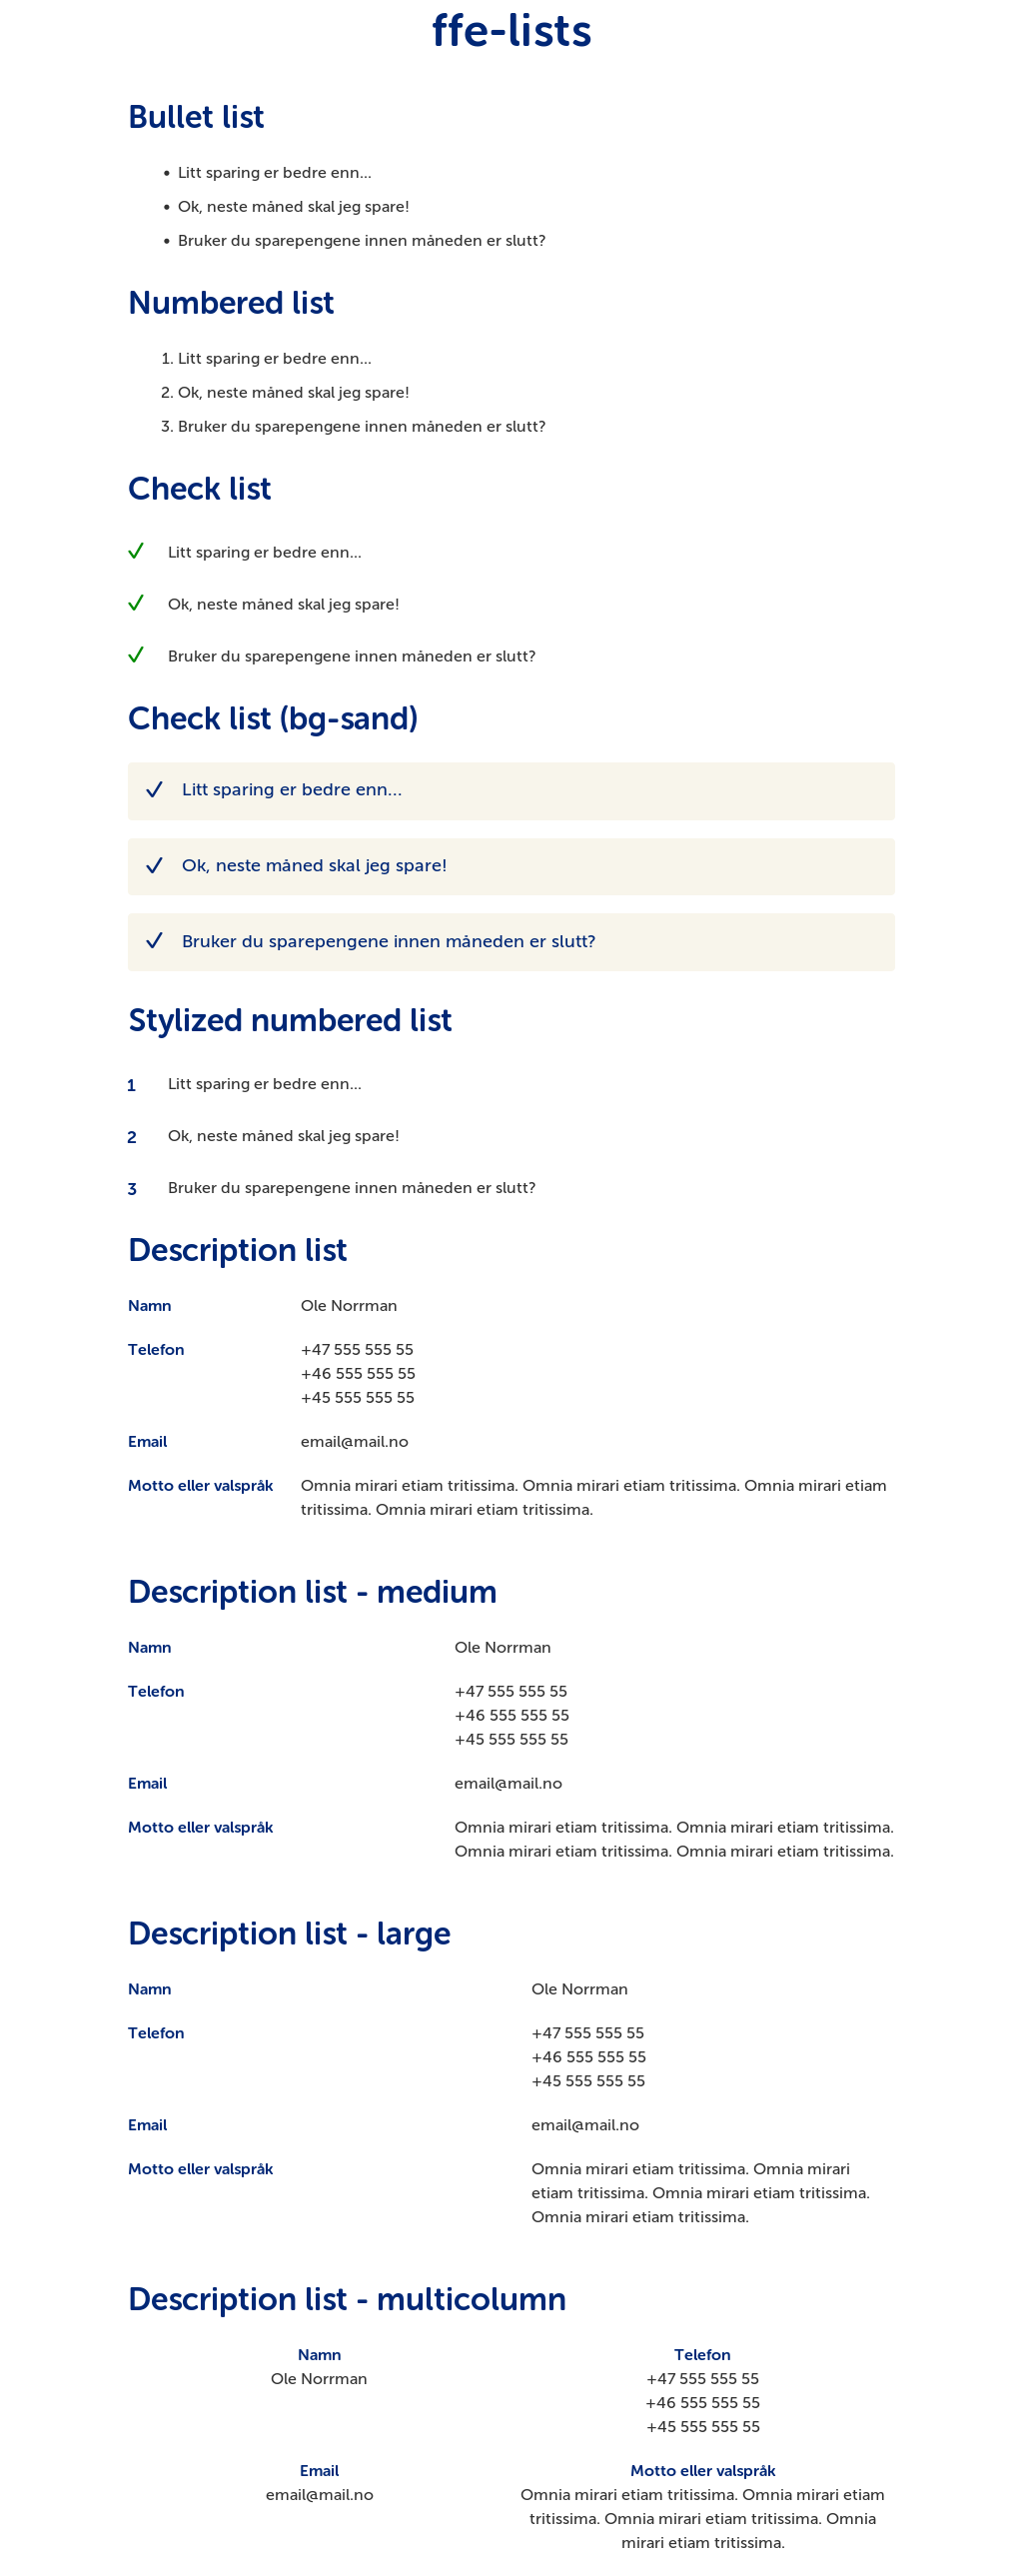 ffe-lists
Bullet list
• Litt sparing er bedre enn...
• Ok, neste måned skal jeg spare!
• Bruker du sparepengene innen måneden er slutt?
Numbered list
1. Litt sparing er bedre enn...
2. Ok, neste måned skal jeg spare!
3. Bruker du sparepengene innen måneden er slutt?
Check list
Litt sparing er bedre enn...
Ok, neste måned skal jeg spare!
Bruker du sparepengene innen måneden er slutt?
Check list (bg-sand)
Litt sparing er bedre enn...
Ok, neste måned skal jeg spare!
Bruker du sparepengene innen måneden er slutt?
Stylized numbered list
1 Litt sparing er bedre enn...
2 Ok, neste måned skal jeg spare!
3 Bruker du sparepengene innen måneden er slutt?
Description list
Namn Ole Norrman
Telefon +47 555 555 55
+46 555 555 55
+45 555 555 55
Email email@mail.no
Motto eller valspråk Omnia mirari etiam tritissima. Omnia mirari etiam tritissima. Omnia mirari etiam
tritissima. Omnia mirari etiam tritissima.
Description list - medium
Namn Ole Norrman
Telefon +47 555 555 55
+46 555 555 55
+45 555 555 55
Email email@mail.no
Motto eller valspråk Omnia mirari etiam tritissima. Omnia mirari etiam tritissima.
Omnia mirari etiam tritissima. Omnia mirari etiam tritissima.
Description list - large
Namn Ole Norrman
Telefon +47 555 555 55
+46 555 555 55
+45 555 555 55
Email email@mail.no
Motto eller valspråk Omnia mirari etiam tritissima. Omnia mirari
etiam tritissima. Omnia mirari etiam tritissima.
Omnia mirari etiam tritissima.
Description list - multicolumn
Namn
Ole Norrman
Telefon
+47 555 555 55
+46 555 555 55
+45 555 555 55
Email
email@mail.no
Motto eller valspråk
Omnia mirari etiam tritissima. Omnia mirari etiam
tritissima. Omnia mirari etiam tritissima. Omnia
mirari etiam tritissima.